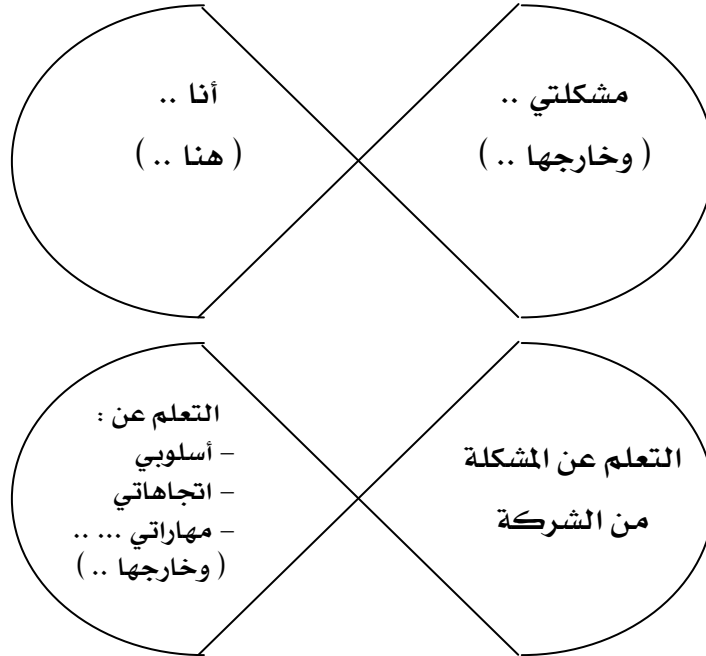 مشكلتي ..
( وخارجها .. )
أنا ..
( هنا .. )
التعلم عن المشكلة
من الشركة
التعلم عن :
– أسلوبي
– اتجاهاتي
– مهاراتي ... ..
( وخارجها .. )